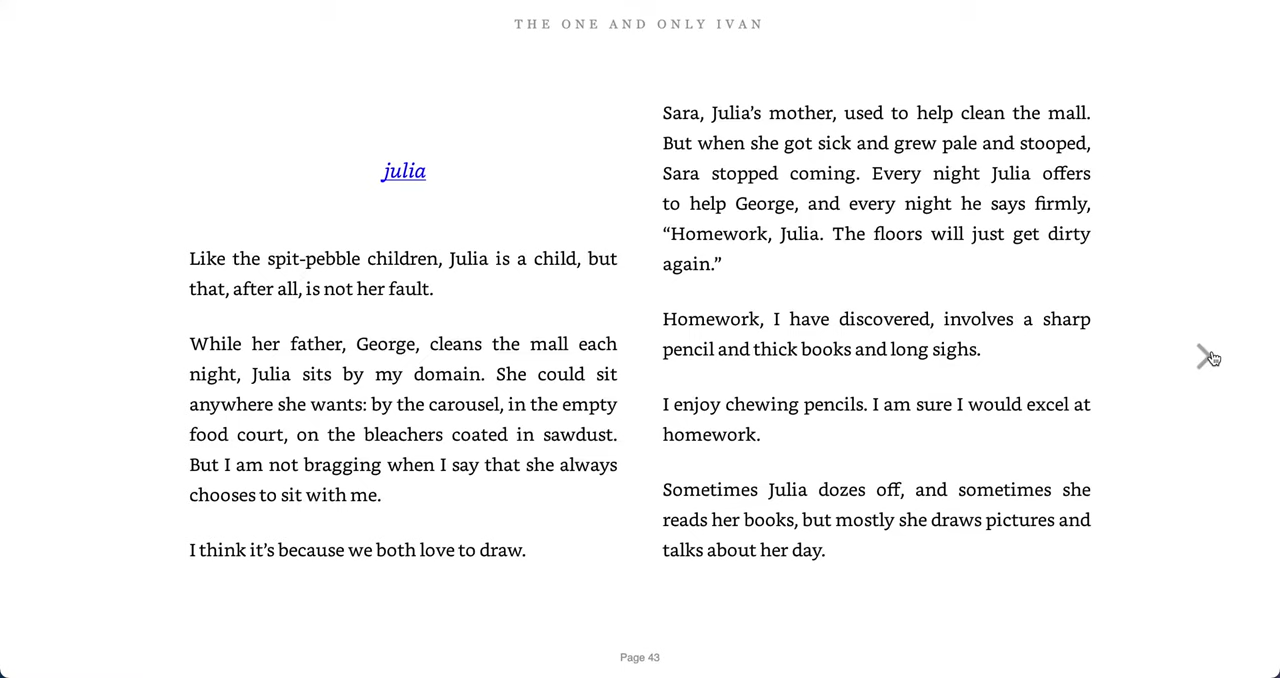 THE ONE AND ONLY IVAN
julia
Like the spit-pebble children, Julia is a child, but
that, after all, is not her fault.
While her father, George, cleans the mall each
night, Julia sits by my domain. She could sit
anywhere she wants: by the carousel, in the empty
food court, on the bleachers coated in sawdust.
But I am not bragging when I say that she always
chooses to sit with me.
I think it’s because we both love to draw.
Sara, Julia’s mother, used to help clean the mall.
But when she got sick and grew pale and stooped,
Sara stopped coming. Every night Julia offers
to help George, and every night he says firmly,
“Homework, Julia. The floors will just get dirty
again.”
Homework, I have discovered, involves a sharp
pencil and thick books and long sighs.
I enjoy chewing pencils. I am sure I would excel at
homework.
Sometimes Julia dozes off, and sometimes she
reads her books, but mostly she draws pictures and
talks about her day.
Page 43